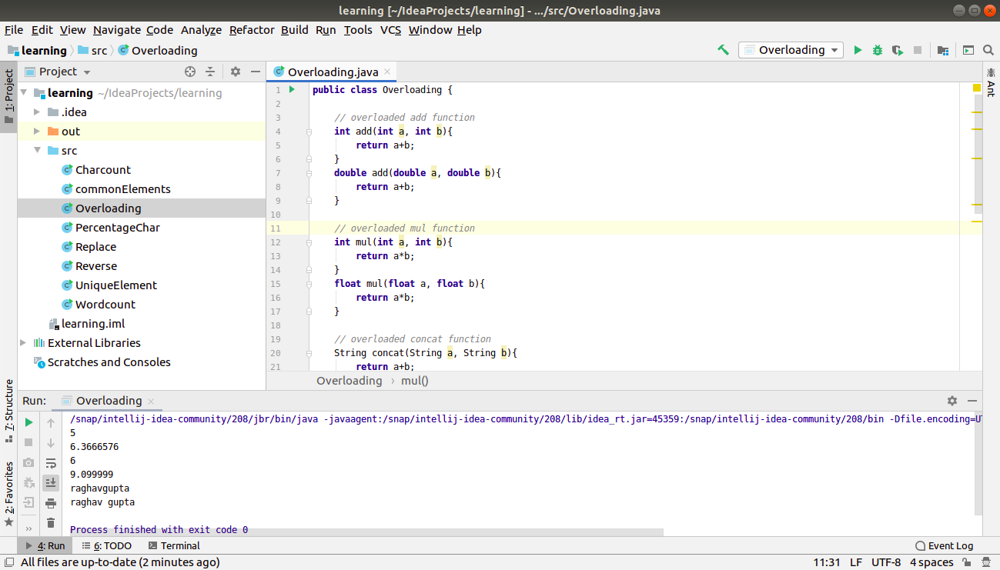 learning [~/IdeaProjects/learning] - .../src/Overloading.java
File Edit View Navigate Code Analyze Refactor Build Run Tools VCS Window Help
learning src Overloading
Overloading
1: Project
Project
learning ~/IdeaProjects/learning
.idea
out
src
Charcount
commonElements
Overloading
PercentageChar
Replace
Reverse
UniqueElement
Wordcount
learning.iml
External Libraries
Scratches and Consoles
Overloading.java
1 public class Overloading {
2
3 // overloaded add function
4 int add(int a, int b){
5 return a+b;
6 }
7 double add(double a, double b){
8 return a+b;
9 }
10
11 // overloaded mul function
12 int mul(int a, int b){
13 return a*b;
14 }
15 float mul(float a, float b){
16 return a*b;
17 }
18
19 // overloaded concat function
20 String concat(String a, String b){
21 return a+b;
Overloading › mul()
Ant
7: Structure
2: Favorites
Run: Overloading
/snap/intellij-idea-community/208/jbr/bin/java -javaagent:/snap/intellij-idea-community/208/lib/idea_rt.jar=45359:/snap/intellij-idea-community/208/bin -Dfile.encoding=UT
5
6.3666576
6
9.099999
raghavgupta
raghav gupta
Process finished with exit code 0
4: Run 6: TODO Terminal Event Log
All files are up-to-date (2 minutes ago) 11:31 LF UTF-8 4 spaces